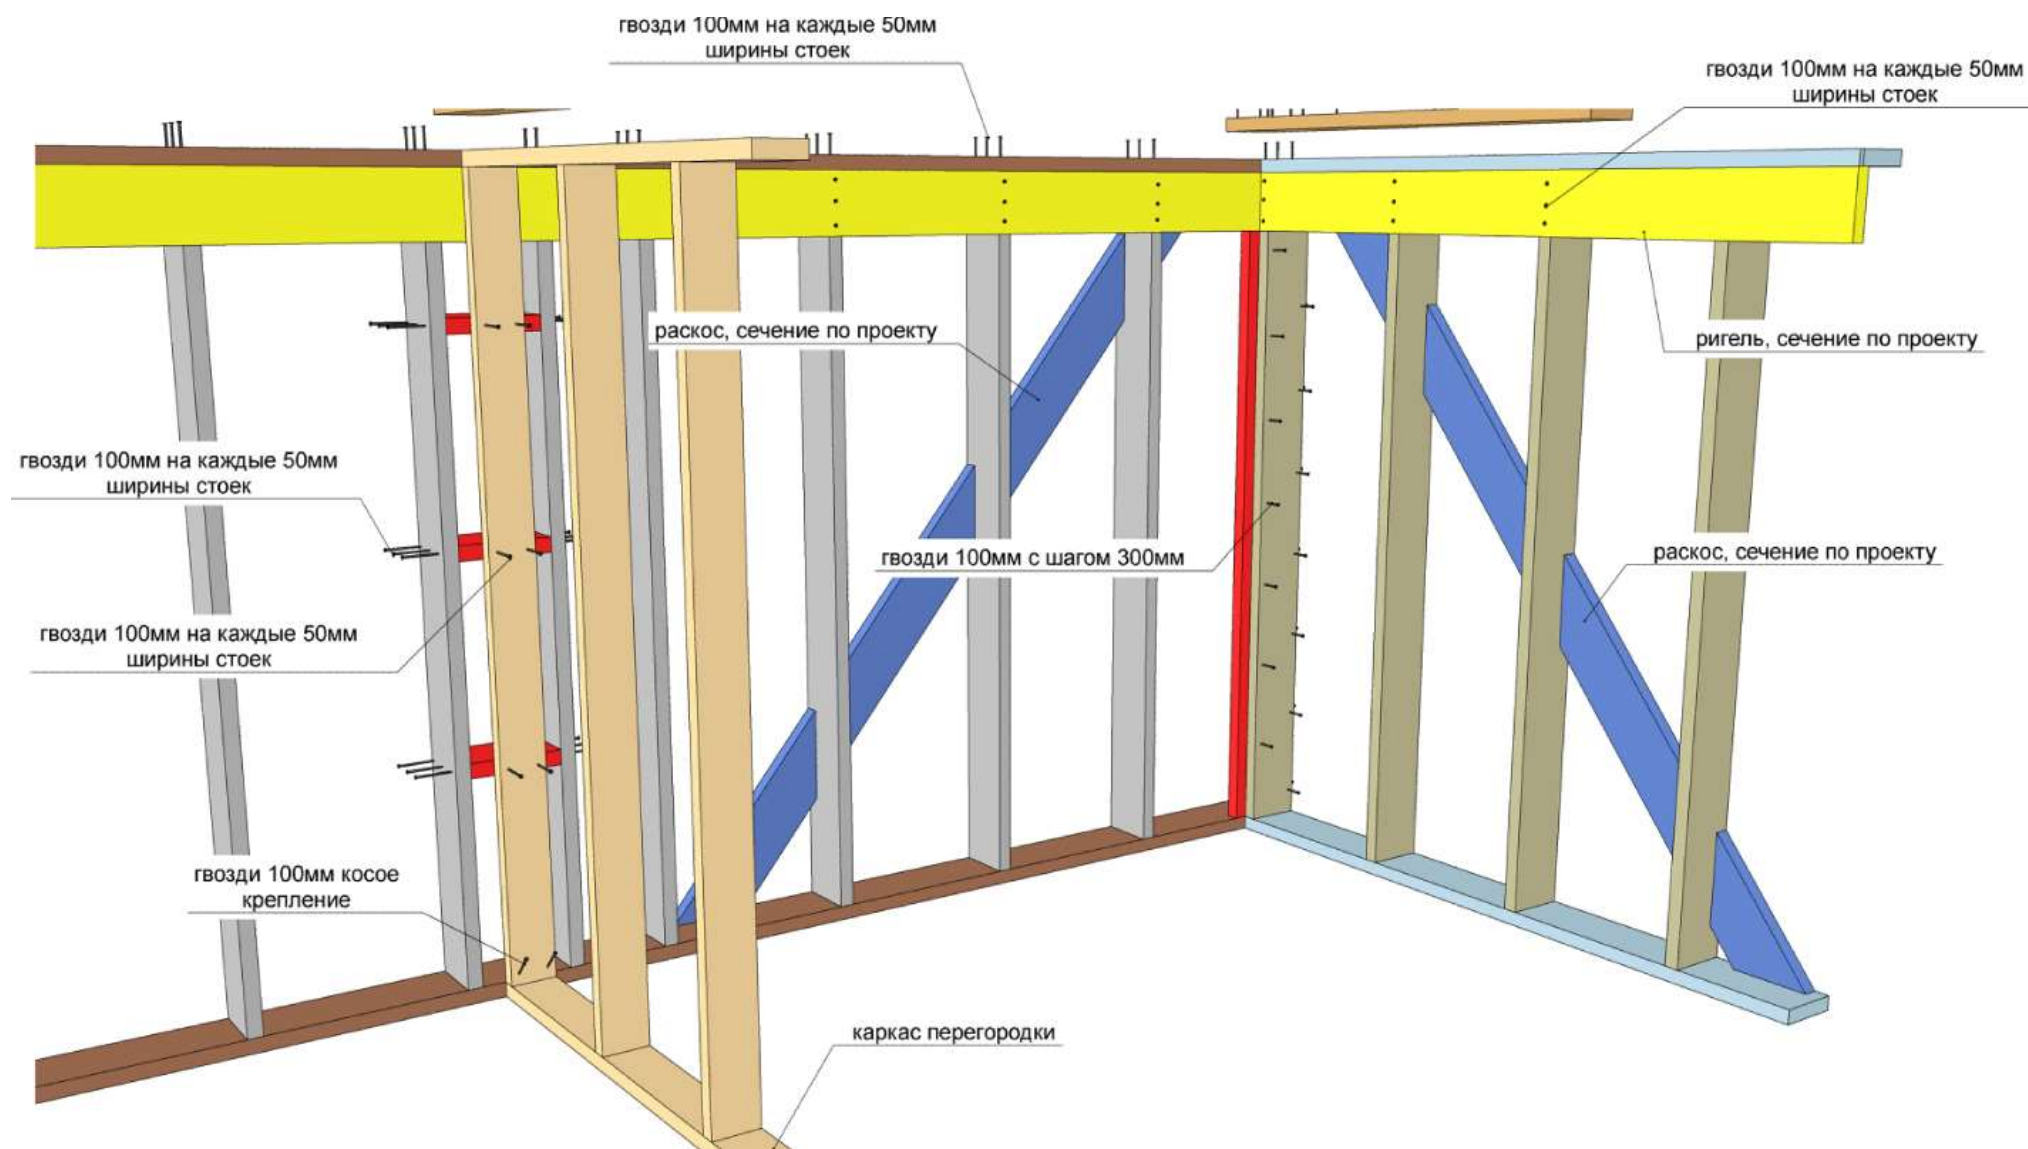 гвозди 100мм на каждые 50мм
ширины стоек
гвозди 100мм на каждые 50мм
ширины стоек
раскос, сечение по проекту
ригель, сечение по проекту
гвозди 100мм на каждые 50мм
ширины стоек
гвозди 100мм с шагом 300мм
раскос, сечение по проекту
гвозди 100мм на каждые 50мм
ширины стоек
гвозди 100мм косое
крепление
каркас перегородки